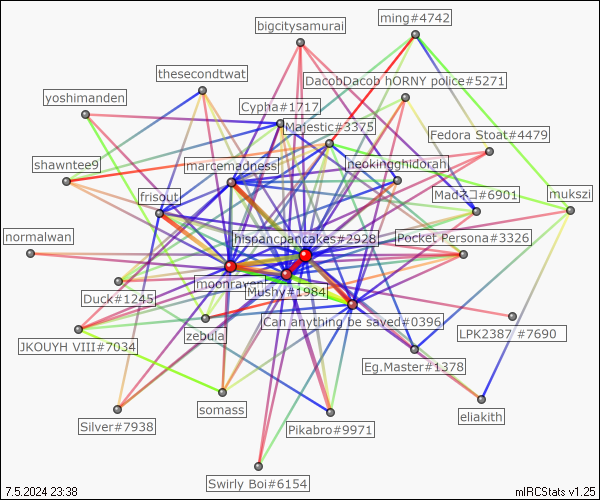 ming#4742
bigcitysamurai
thesecondtwat
DacobDacob hORNY police#5271
yoshimanden
Cypha#1717
Majestic#3375
Fedora Stoat#4479
shawntee9
marcemadness
neokingghidorah
frisout
Madネコ#6901
mukszi
normalwan
hispancpancakes#2928
Pocket Persona#3326
moonraven
Mushy#1984
Duck#1245
Can anything be saved#0396
zebula
LPK2387 #7690
JKOUYH VIII#7034
Eg.Master#1378
somass
eliakith
Silver#7938
Pikabro#9971
Swirly Boi#6154
7.5.2024 23:38
mIRCStats v1.25